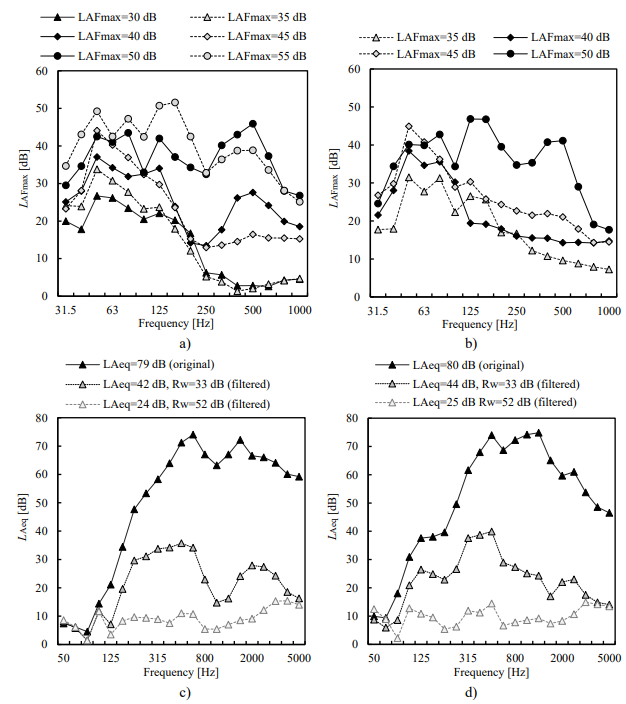 LAFmax=30 dB LAFmax=35 dB
LAFmax=40 dB LAFmax=45 dB
LAFmax=50 dB LAFmax=55 dB
60
50
40
30
20
10
0
LAFmax [dB]
31.5 63 125 250 500 1000
Frequency [Hz]
a)
LAFmax=35 dB LAFmax=40 dB
LAFmax=45 dB LAFmax=50 dB
60
50
40
30
20
10
0
LAFmax [dB]
31.5 63 125 250 500 1000
Frequency [Hz]
b)
LAeq=79 dB (original)
LAeq=42 dB, Rw=33 dB (filtered)
LAeq=24 dB, Rw=52 dB (filtered)
80
70
60
50
40
30
20
10
0
LAeq [dB]
50 125 315 800 2000 5000
Frequency [Hz]
c)
LAeq=80 dB (original)
LAeq=44 dB, Rw=33 dB (filtered)
LAeq=25 dB Rw=52 dB (filtered)
80
70
60
50
40
30
20
10
0
LAeq [dB]
50 125 315 800 2000 5000
Frequency [Hz]
d)